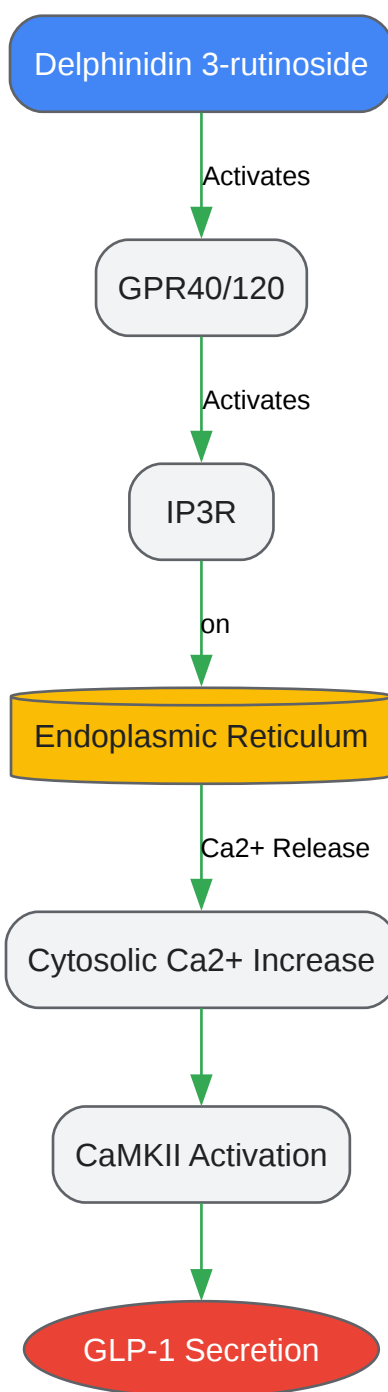 Delphinidin 3-rutinoside
Activates
GPR40/120
Activates
IP3R
on
Endoplasmic Reticulum
Ca2+ Release
Cytosolic Ca2+ Increase
CaMKII Activation
GLP-1 Secretion